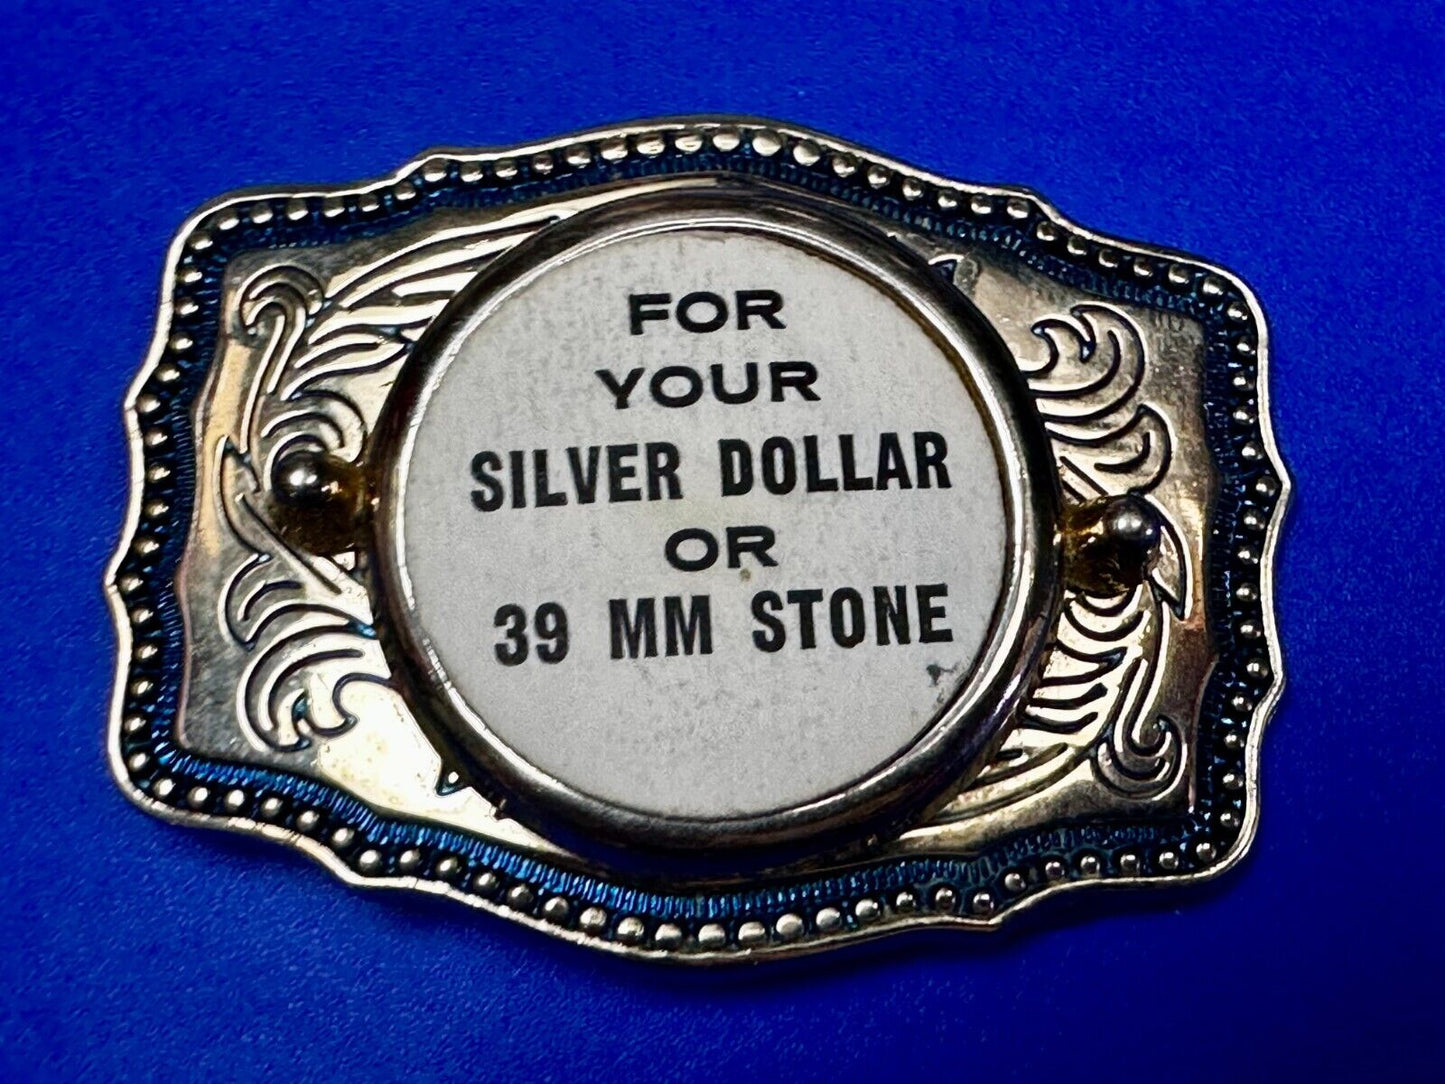 FOR
YOUR
SILVER DOLLAR
OR
39 MM STONE